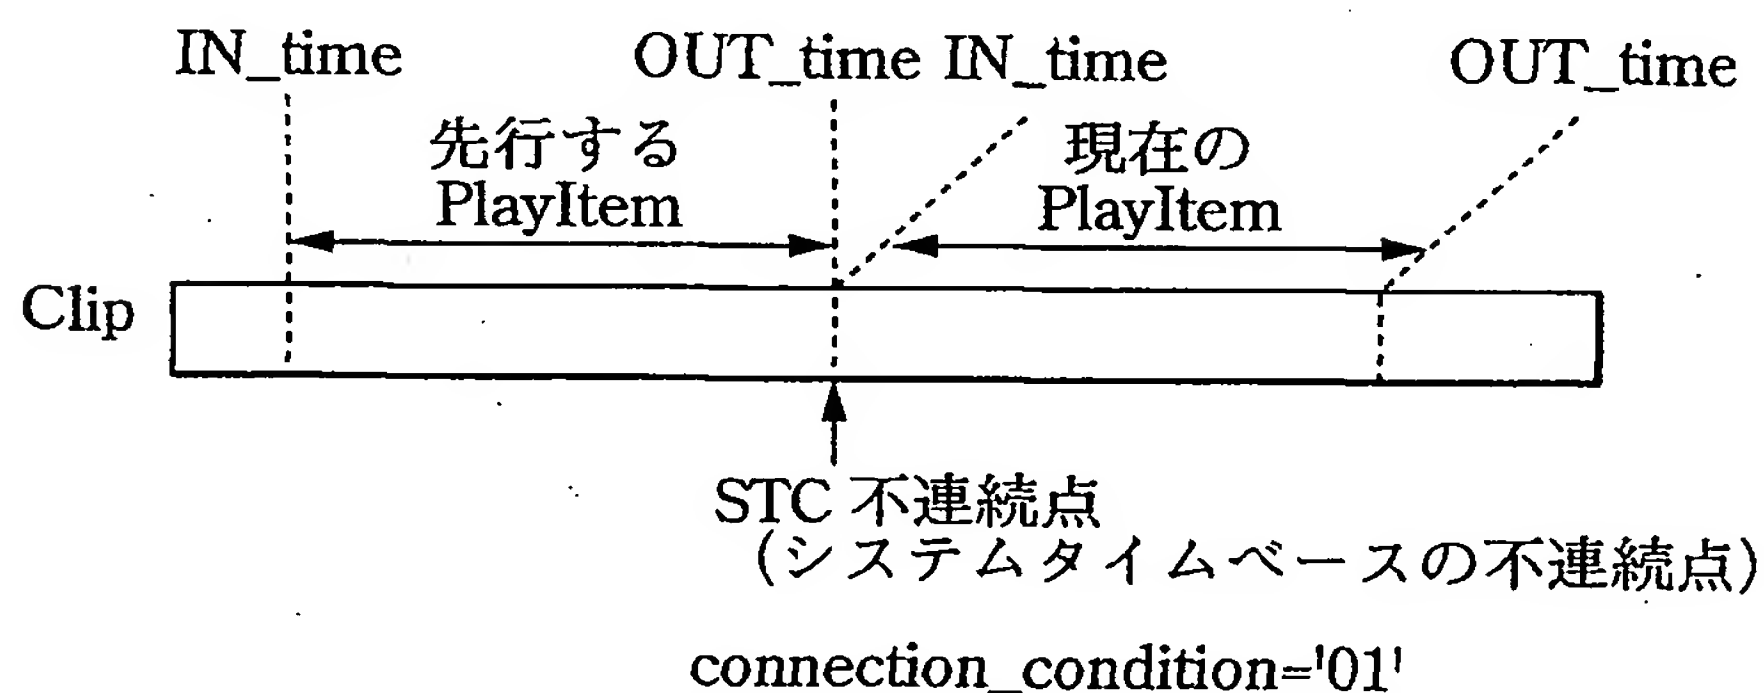 IN_time OUT_time IN_time OUT_time
先行する
PlayItem
現在の
PlayItem
Clip
STC 不連続点
(システムタイムベースの不連続点)
connection_condition='01'